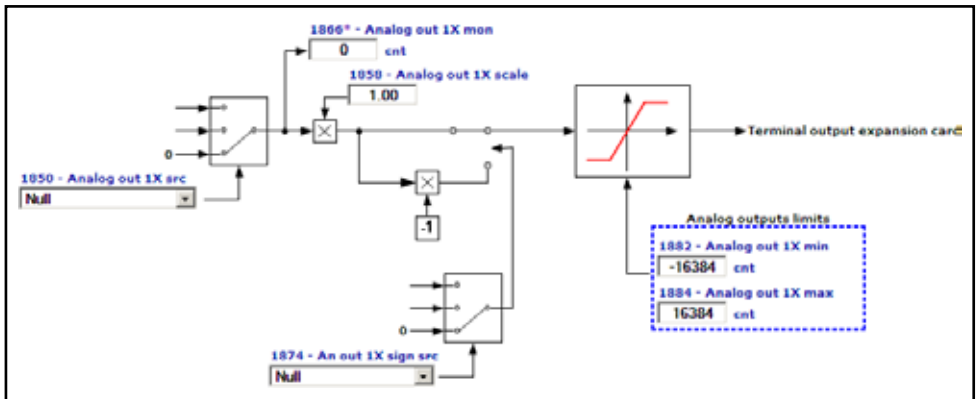 1866* - Analog out 1X mon
0 cnt
1858 - Analog out 1X scale
1.00
0
1850 - Analog out 1X src
Null
-1
Terminal output expansion card
Analog outputs limits
1882 - Analog out 1X min
-16384 cnt
1884 - Analog out 1X max
16384 cnt
0
1874 - An out 1X sign src
Null